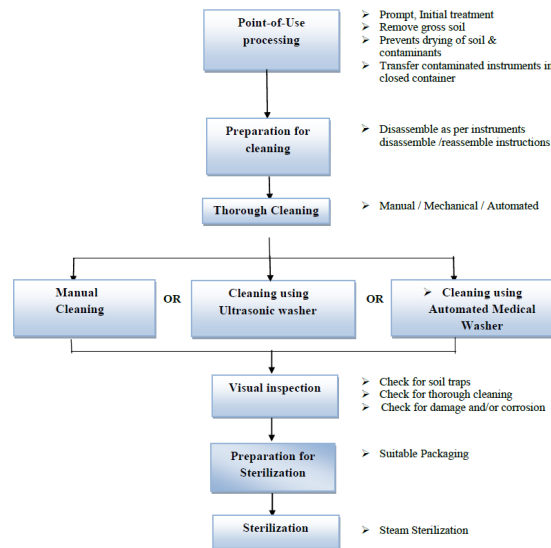 Point-of-Use
processing
➢ Prompt, Initial treatment
➢ Remove gross soil
➢ Prevents drying of soil &
contaminants
➢ Transfer contaminated instruments in
closed container
Preparation for
cleaning
➢ Disassemble as per instruments
disassemble /reassemble instructions
Thorough Cleaning
➢ Manual / Mechanical / Automated
Manual
Cleaning
OR
Cleaning using
Ultrasonic washer
OR
➢ Cleaning using
Automated Medical
Washer
Visual inspection
➢ Check for soil traps
➢ Check for thorough cleaning
➢ Check for damage and/or corrosion
Preparation for
Sterilization
➢ Suitable Packaging
Sterilization
➢ Steam Sterilization